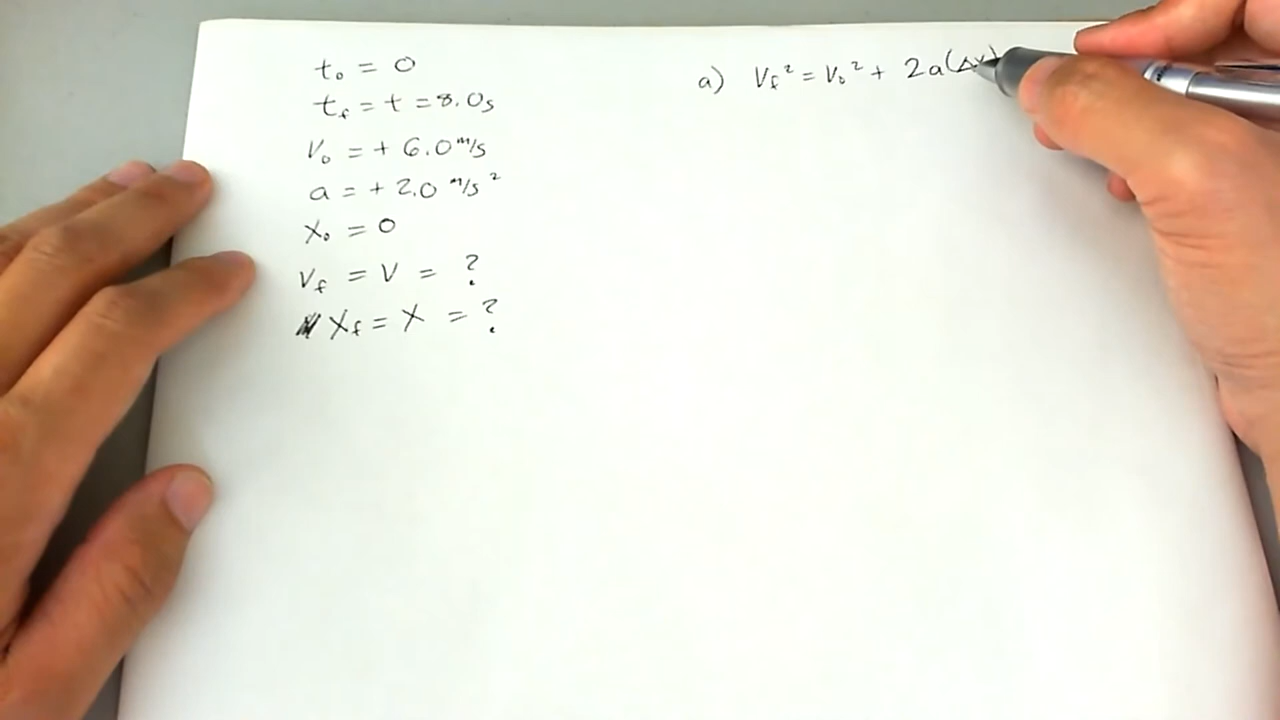 t₀ = 0
t_f = t = 8.0s
V₀ = + 6.0 m/s
a = + 2.0 m/s²
X₀ = 0
V_f = V = ?
X_f = X = ?
a) V_f² = V₀² + 2a(Δx)